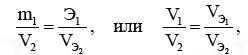 m₁/V₂ = Э₁/V_Э₂, или V₁/V₂ = V_Э₁/V_Э₂,